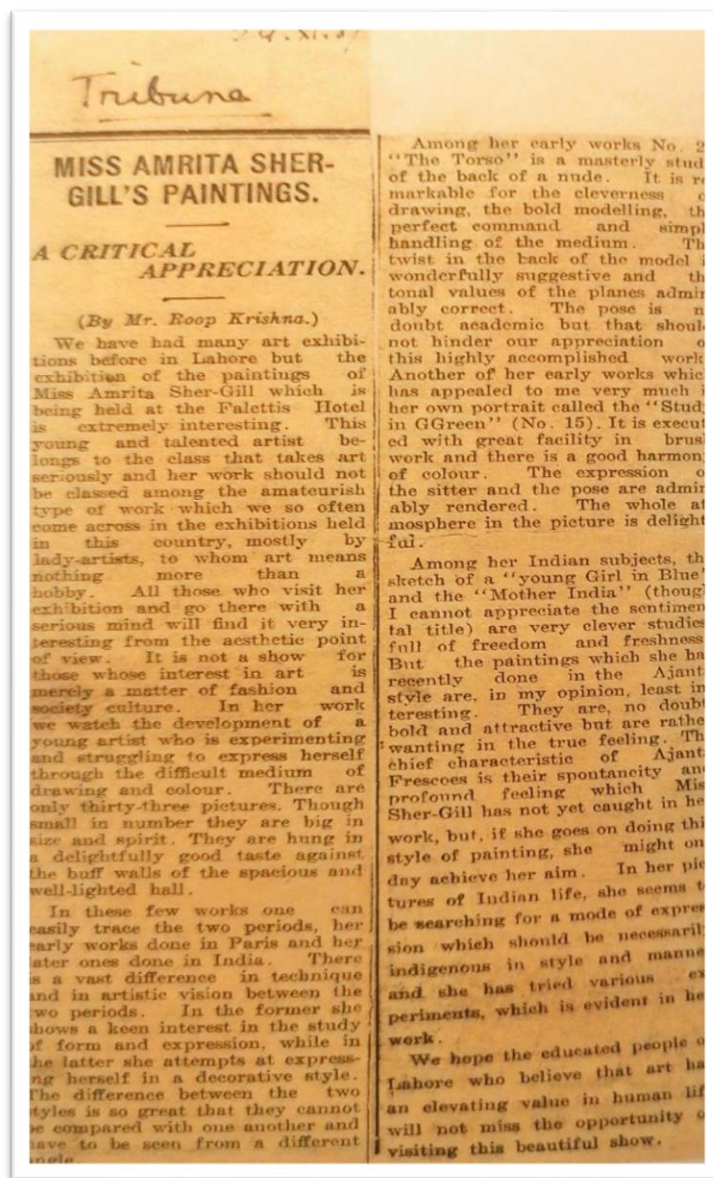 Tribune
MISS AMRITA SHER-
GILL'S PAINTINGS.
A CRITICAL
APPRECIATION.
(By Mr. Roop Krishna.)
We have had many art exhibi-
tions before in Lahore but the
exhibition of the paintings of
Miss Amrita Sher-Gill which is
being held at the Falettis Hotel
is extremely interesting. This
young and talented artist be-
longs to the class that takes art
seriously and her work should not
be classed among the amateurish
type of work which we so often
come across in the exhibitions held
in this country, mostly by
lady-artists, to whom art means
nothing more than a
hobby. All those who visit her
exhibition and go there with a
serious mind will find it very in-
teresting from the aesthetic point
of view. It is not a show for
those whose interest in art is
merely a matter of fashion and
society culture. In her work
we watch the development of a
young artist who is experimenting
and struggling to express herself
through the difficult medium of
drawing and colour. There are
only thirty-three pictures. Though
small in number they are big in
size and spirit. They are hung in
a delightfully good taste against
the buff walls of the spacious and
well-lighted hall.
In these few works one can
easily trace the two periods, her
early works done in Paris and her
ater ones done in India. There
s a vast difference in technique
and in artistic vision between the
wo periods. In the former she
hows a keen interest in the study
f form and expression, while in
he latter she attempts at express-
ng herself in a decorative style.
The difference between the two
tyles is so great that they cannot
be compared with one another and
have to be seen from a different
angle
Among her early works No. 2
"The Torso" is a masterly stud
of the back of a nude. It is re
markable for the cleverness o
drawing, the bold modelling, th
perfect command and simpl
handling of the medium. Th
twist in the back of the model i
wonderfully suggestive and th
tonal values of the planes admir
ably correct. The pose is n
doubt academic but that shoul
not hinder our appreciation o
this highly accomplished work
Another of her early works whic
has appealed to me very much i
her own portrait called the "Stud
in GGreen" (No. 15). It is execut
ed with great facility in brus
work and there is a good harmon
of colour. The expression o
the sitter and the pose are admir
ably rendered. The whole at
mosphere in the picture is delight
ful.
Among her Indian subjects, th
sketch of a "young Girl in Blue'
and the "Mother India" (thoug
I cannot appreciate the sentimen
tal title) are very clever studies
full of freedom and freshness
But the paintings which she ha
recently done in the Ajant
style are, in my opinion, least in
teresting. They are, no doubt
bold and attractive but are rathe
wanting in the true feeling. Th
chief characteristic of Ajant
Frescoes is their spoutancity and
profound feeling which Mis
Sher-Gill has not yet caught in he
work, but, if she goes on doing thi
style of painting, she might on
day achieve her aim. In her pic
tures of Indian life, she seems t
be searching for a mode of expres
sion which should be necessaril
indigenous in style and manne
and she has tried various ex
periments, which is evident in he
work.
We hope the educated people o
Lahore who believe that art ha
an elevating value in human lif
will not miss the opportunity o
visiting this beautiful show.